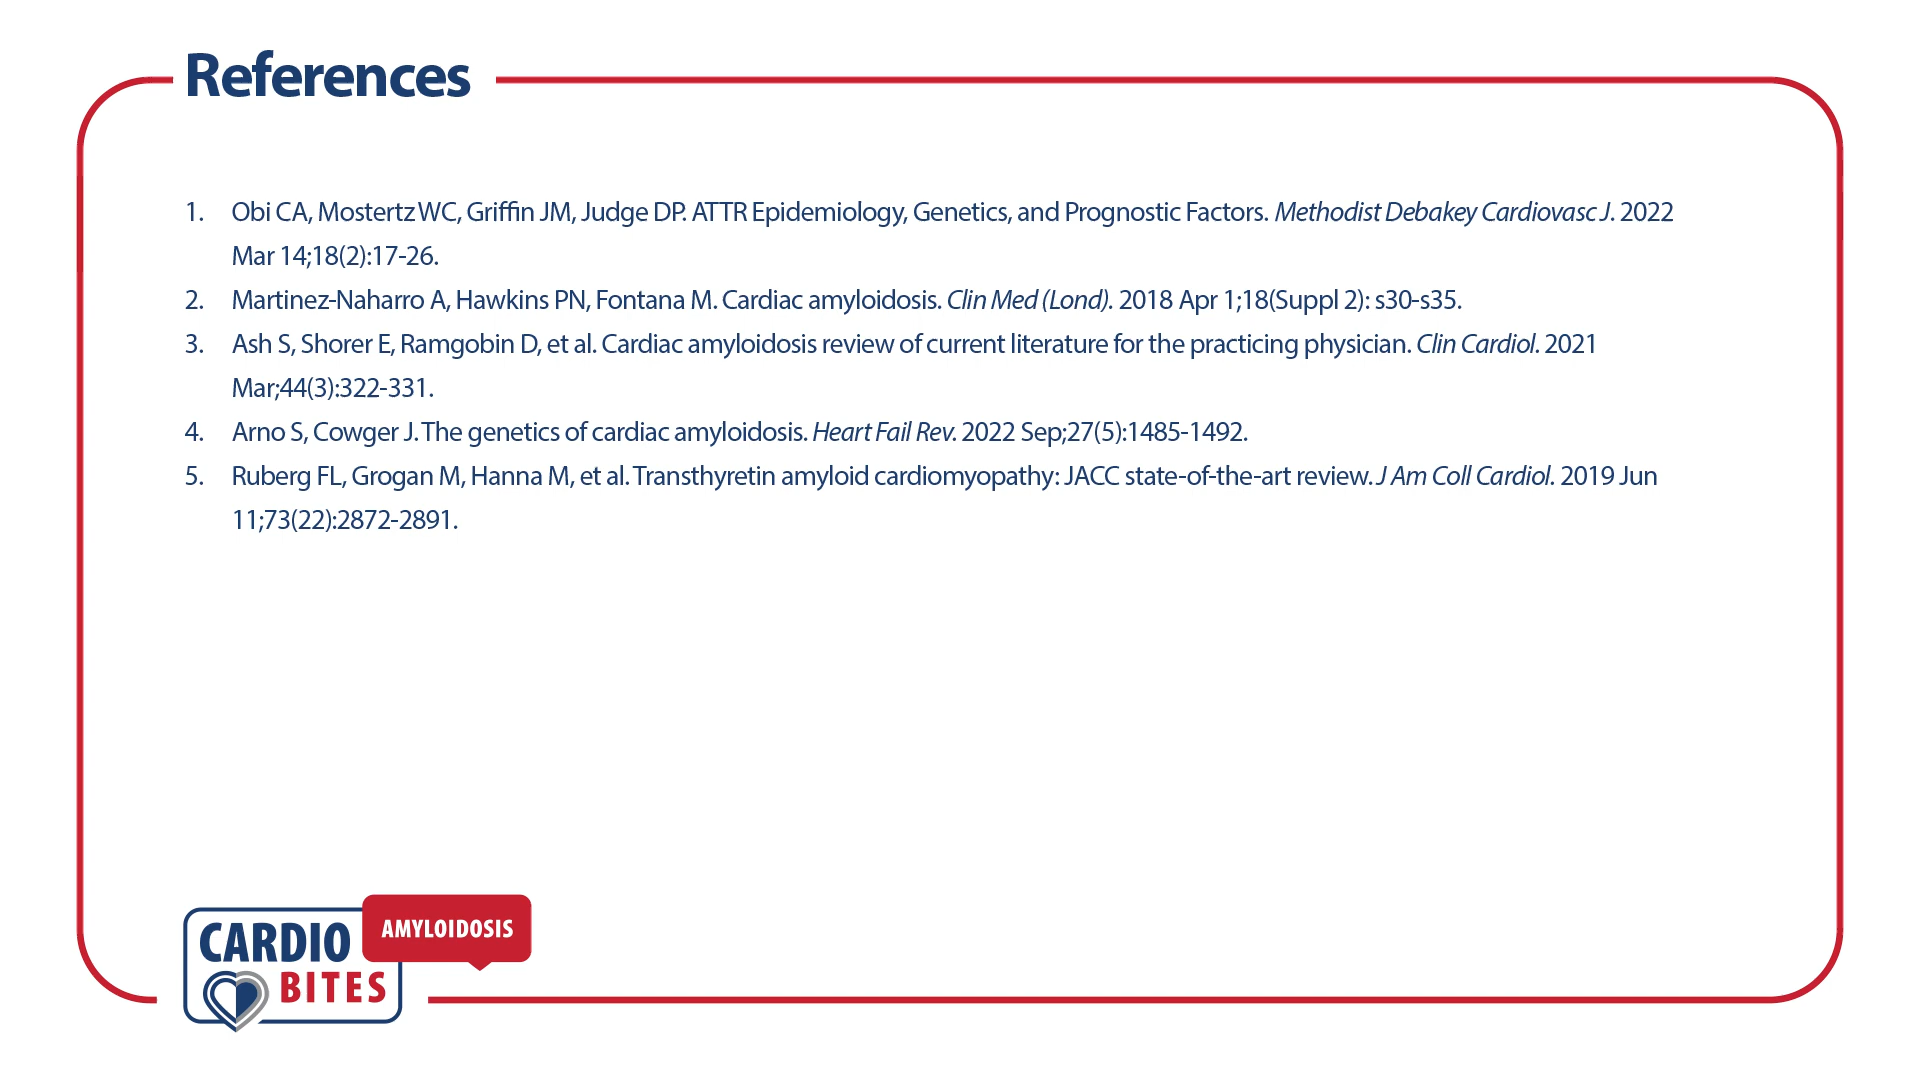 References
1. Obi CA, Mostertz WC, Griffin JM, Judge DP. ATTR Epidemiology, Genetics, and Prognostic Factors. Methodist Debakey Cardiovasc J. 2022
Mar 14;18(2):17-26.
2. Martinez-Naharro A, Hawkins PN, Fontana M. Cardiac amyloidosis. Clin Med (Lond). 2018 Apr 1;18(Suppl 2): s30-s35.
3. Ash S, Shorer E, Ramgobin D, et al. Cardiac amyloidosis review of current literature for the practicing physician. Clin Cardiol. 2021
Mar;44(3):322-331.
4. Arno S, Cowger J. The genetics of cardiac amyloidosis. Heart Fail Rev. 2022 Sep;27(5):1485-1492.
5. Ruberg FL, Grogan M, Hanna M, et al. Transthyretin amyloid cardiomyopathy: JACC state-of-the-art review. J Am Coll Cardiol. 2019 Jun
11;73(22):2872-2891.
AMYLOIDOSIS
CARDIO
BITES